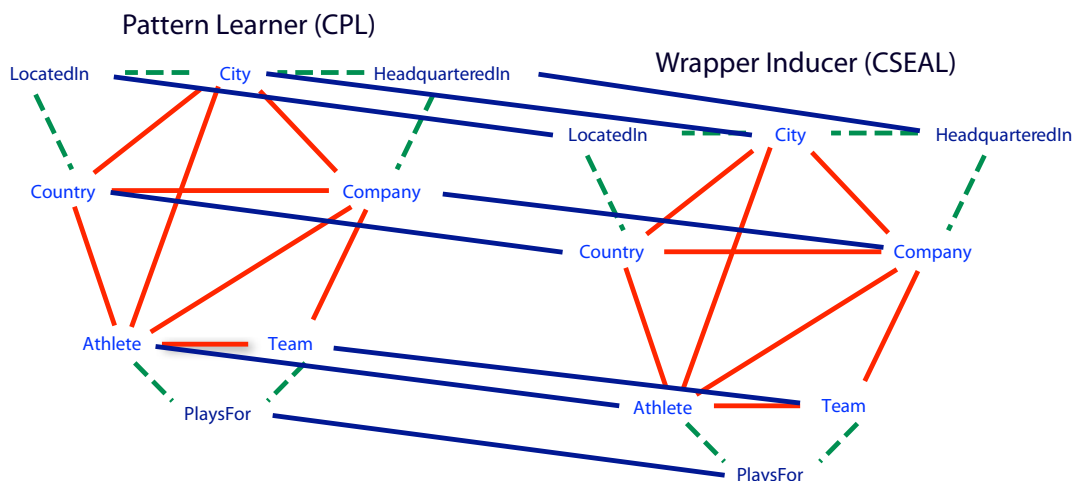 Pattern Learner (CPL)
LocatedIn City HeadquarteredIn
Country Company
Athlete Team
PlaysFor
Wrapper Inducer (CSEAL)
LocatedIn City HeadquarteredIn
Country Company
Athlete Team
PlaysFor